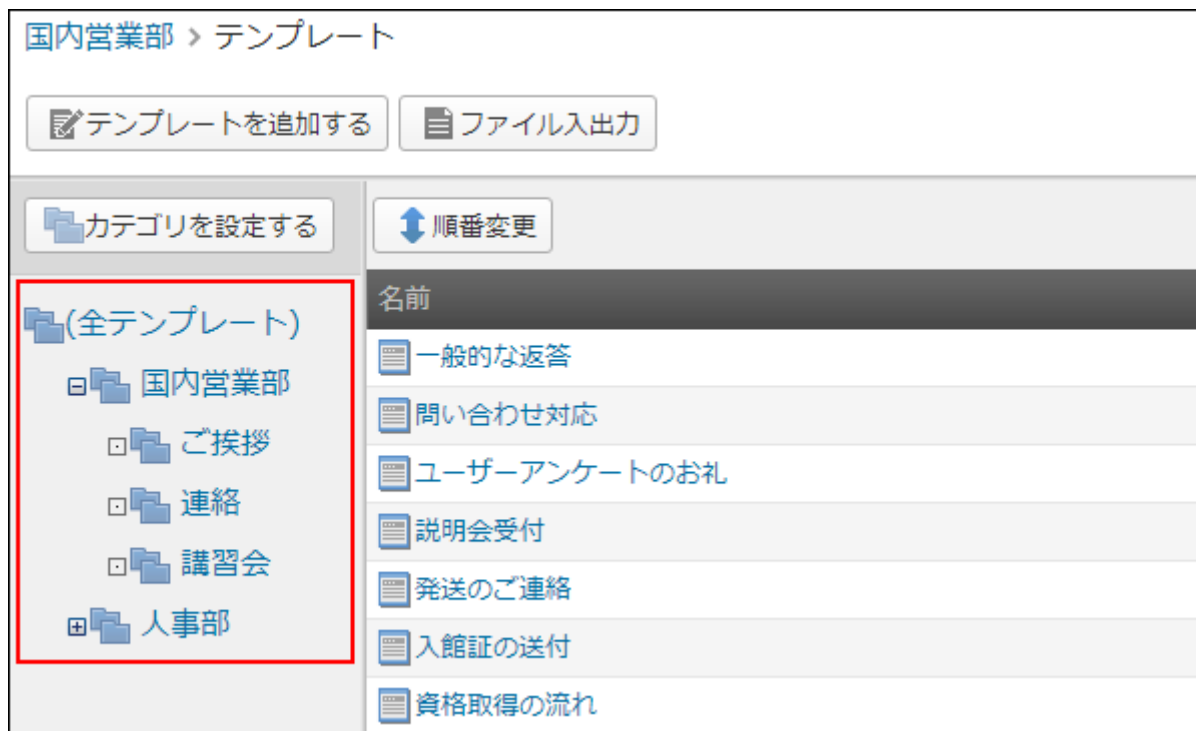 国内営業部 > テンプレート
テンプレートを追加する
ファイル入出力
カテゴリを設定する
順番変更
(全テンプレート)
国内営業部
ご挨拶
連絡
講習会
人事部
名前
一般的な返答
問い合わせ対応
ユーザーアンケートのお礼
説明会受付
発送のご連絡
入館証の送付
資格取得の流れ